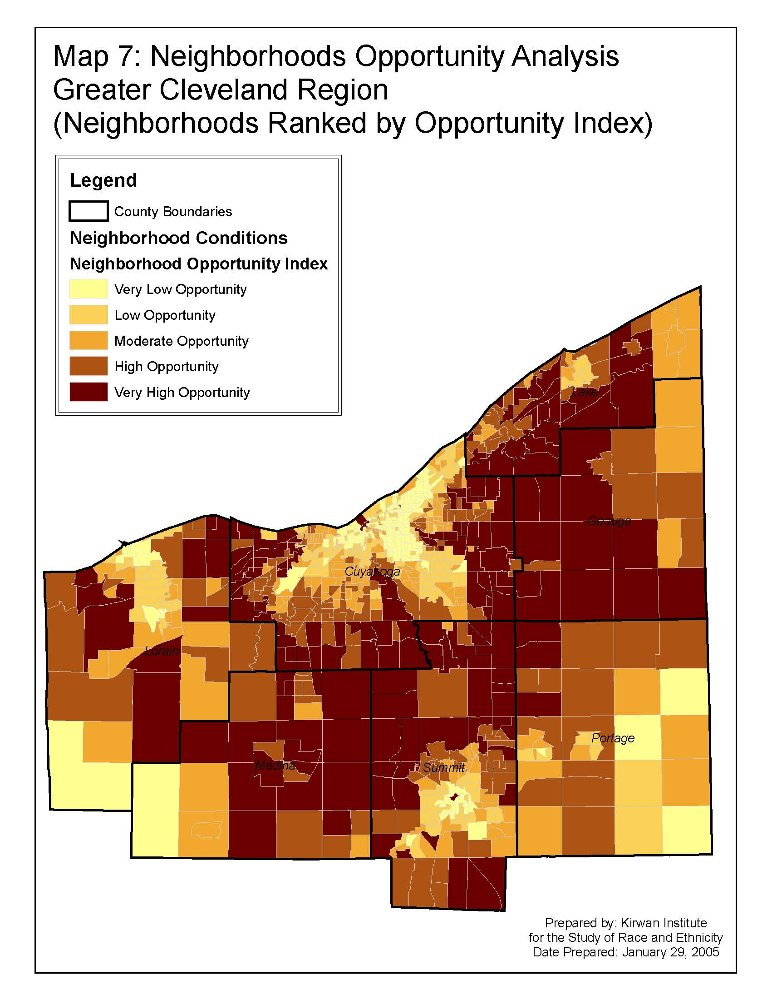 Map 7: Neighborhoods Opportunity Analysis
Greater Cleveland Region
(Neighborhoods Ranked by Opportunity Index)
Legend
County Boundaries
Neighborhood Conditions
Neighborhood Opportunity Index
Very Low Opportunity
Low Opportunity
Moderate Opportunity
High Opportunity
Very High Opportunity
Lake
Geauga
Cuyahoga
Lorain
Portage
Medina
Summit
Prepared by: Kirwan Institute
for the Study of Race and Ethnicity
Date Prepared: January 29, 2005